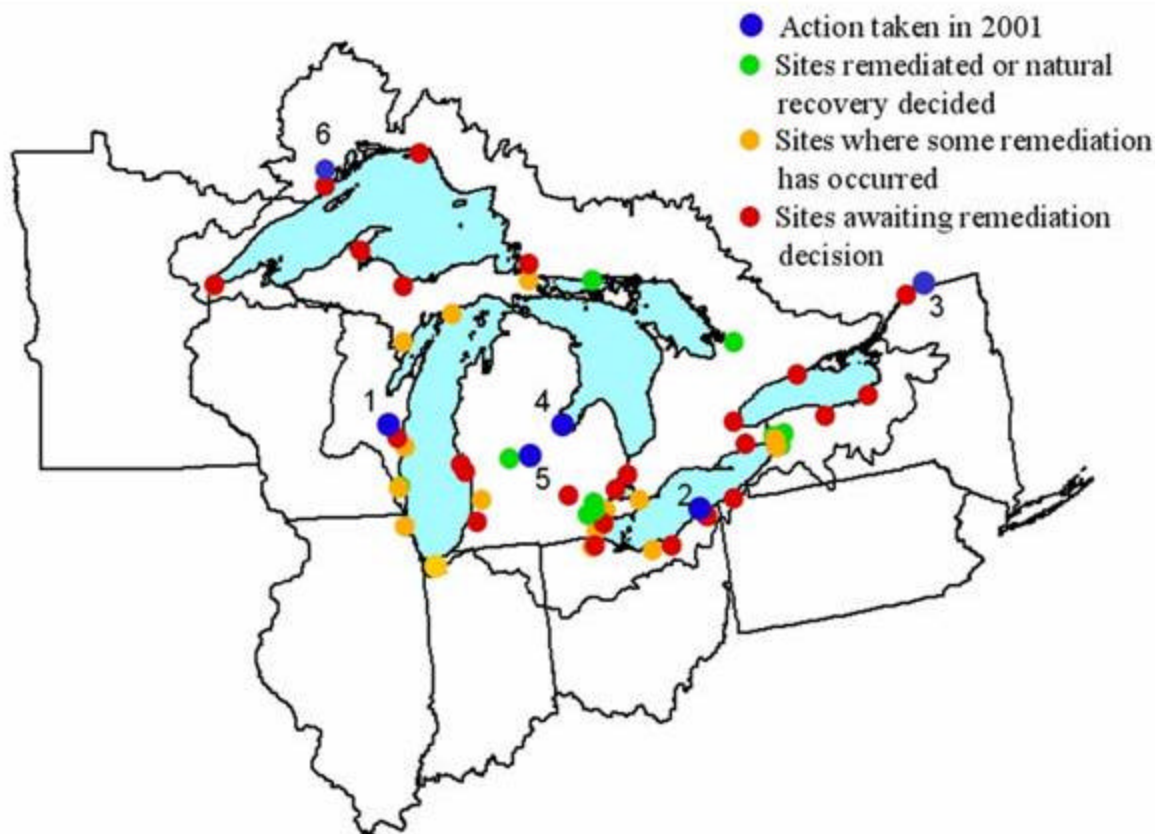 Action taken in 2001
Sites remediated or natural
recovery decided
Sites where some remediation
has occurred
Sites awaiting remediation
decision
6
3
1
4
5
2